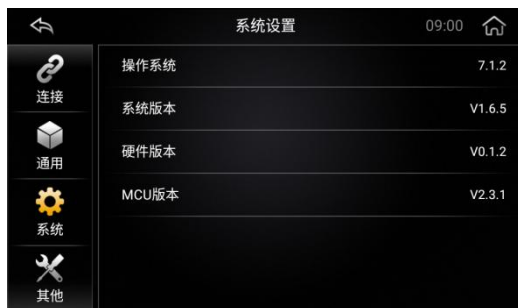 系统设置 09:00
连接
通用
系统
其他
操作系统 7.1.2
系统版本 V1.6.5
硬件版本 V0.1.2
MCU版本 V2.3.1